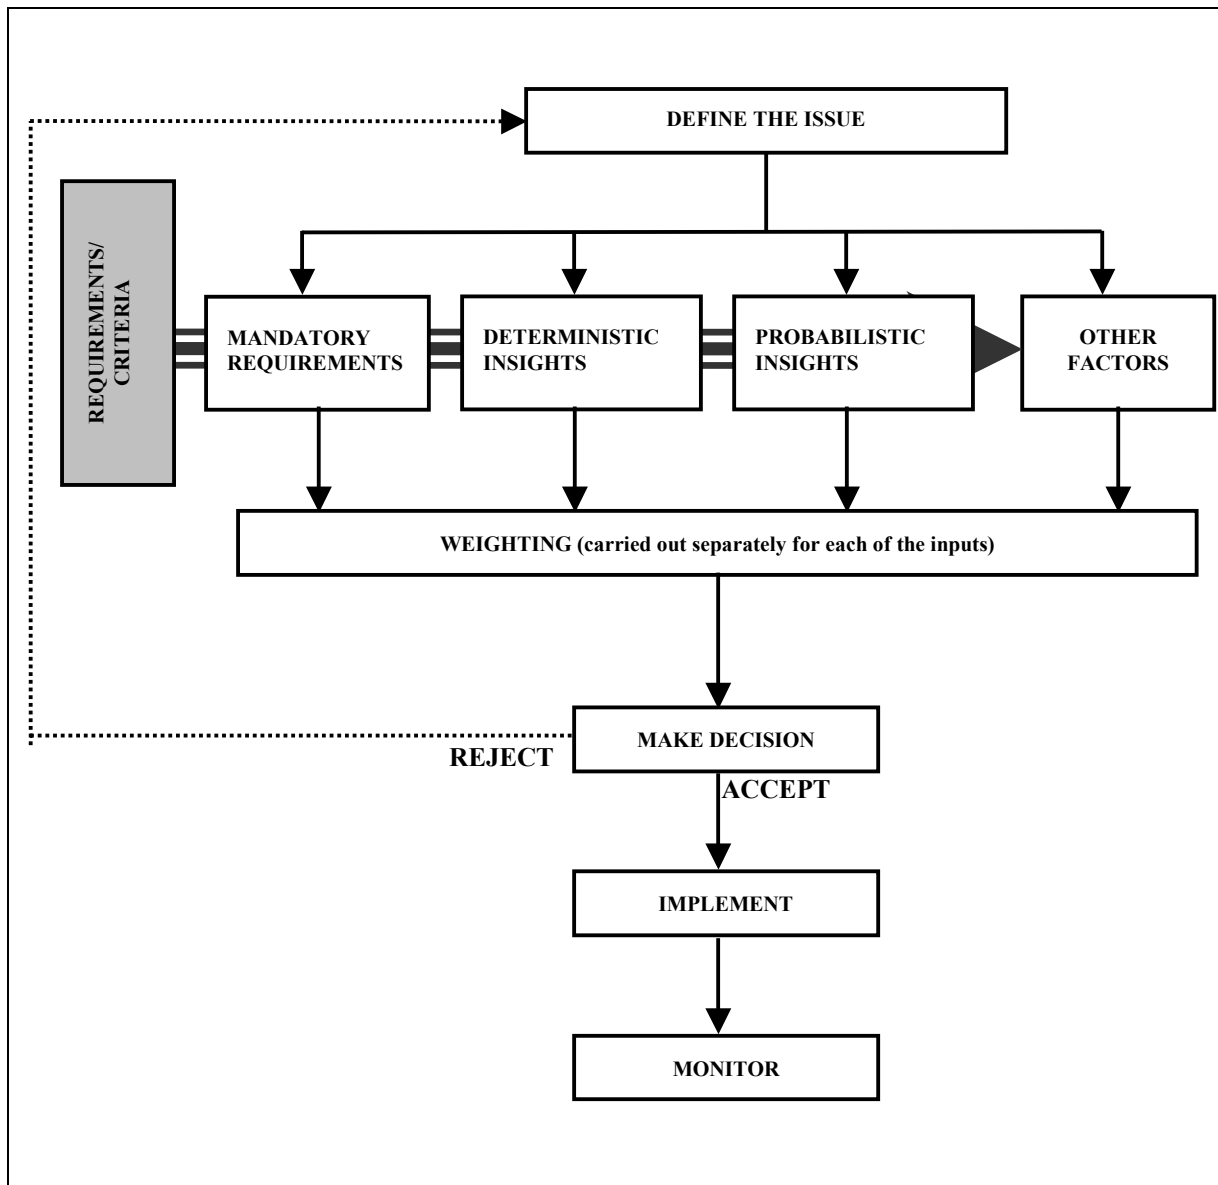 DEFINE THE ISSUE
REQUIREMENTS/
CRITERIA
MANDATORY
REQUIREMENTS
DETERMINISTIC
INSIGHTS
PROBABILISTIC
INSIGHTS
OTHER
FACTORS
WEIGHTING (carried out separately for each of the inputs)
MAKE DECISION
REJECT
ACCEPT
IMPLEMENT
MONITOR